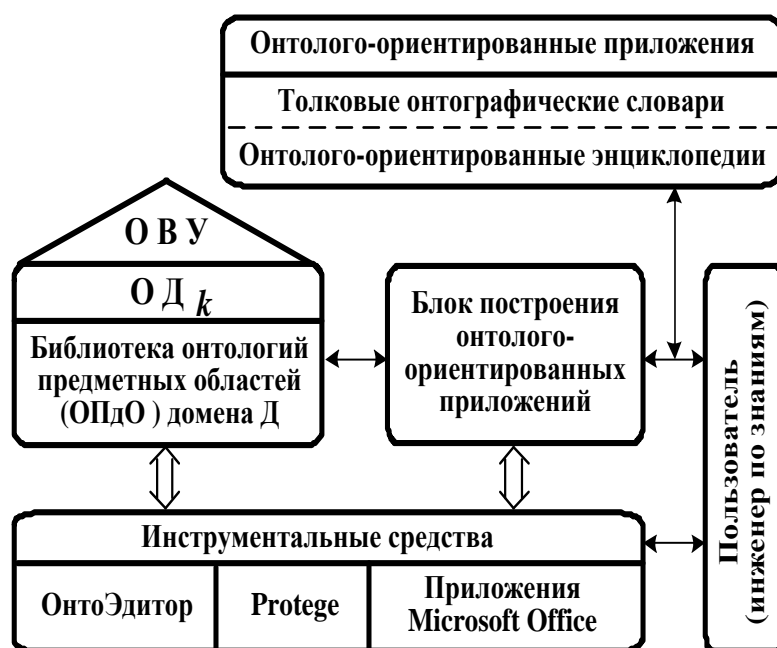 Онтолого-ориентированные приложения
Толковые онтографические словари
Онтолого-ориентированные энциклопедии
О В У
О Д k
Библиотека онтологий
предметных областей
(ОПдО ) домена Д
Блок построения
онтолого-
ориентированных
приложений
Пользователь
(инженер по знаниям)
Инструментальные средства
ОнтоЭдитор
Protege
Приложения
Microsoft Office